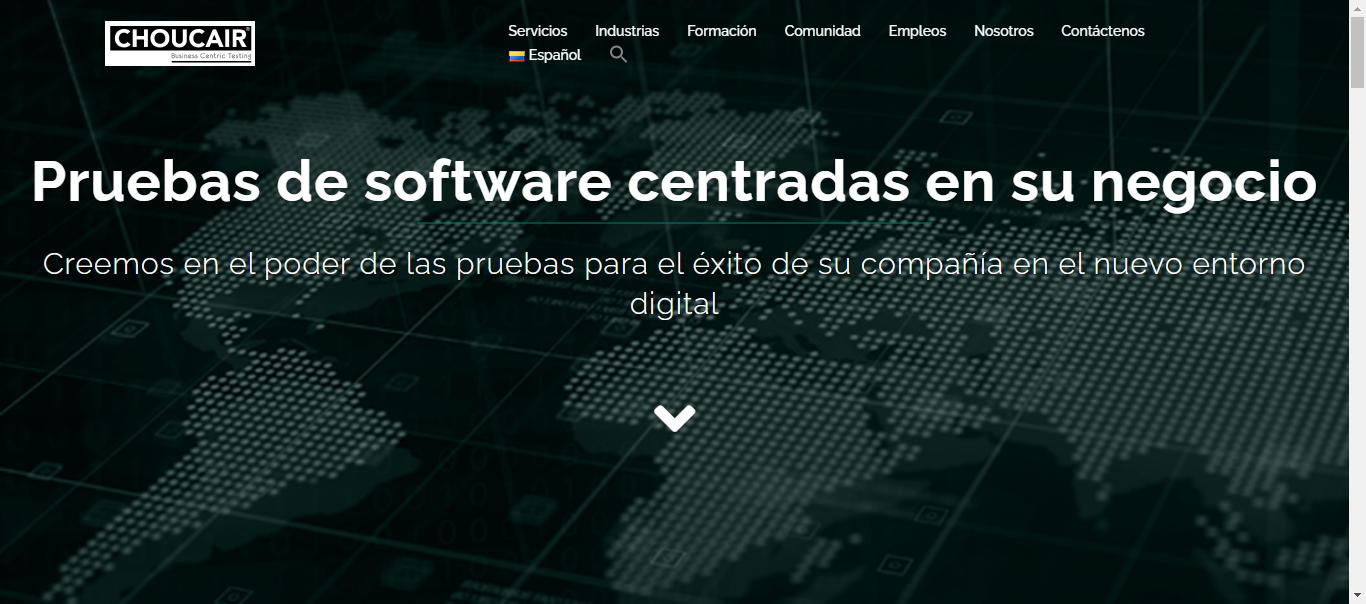 CHOUCAIR®
Business Centric Testing
Servicios Industrias Formación Comunidad Empleos Nosotros Contáctenos
Español
Pruebas de software centradas en su negocio
Creemos en el poder de las pruebas para el éxito de su compañía en el nuevo entorno
digital